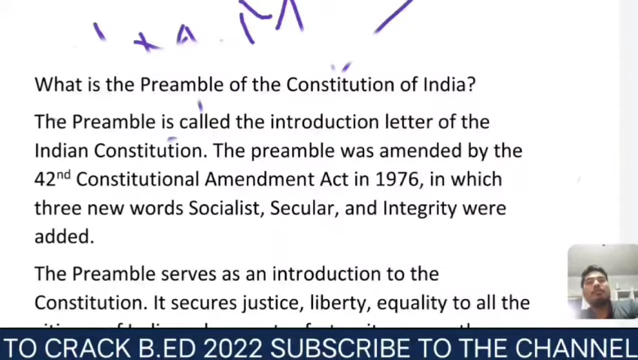 What is the Preamble of the Constitution of India?
The Preamble is called the introduction letter of the
Indian Constitution. The preamble was amended by the
42nd Constitutional Amendment Act in 1976, in which
three new words Socialist, Secular, and Integrity were
added.
The Preamble serves as an introduction to the
Constitution. It secures justice, liberty, equality to all the
TO CRACK B.ED 2022 SUBSCRIBE TO THE CHANNEL